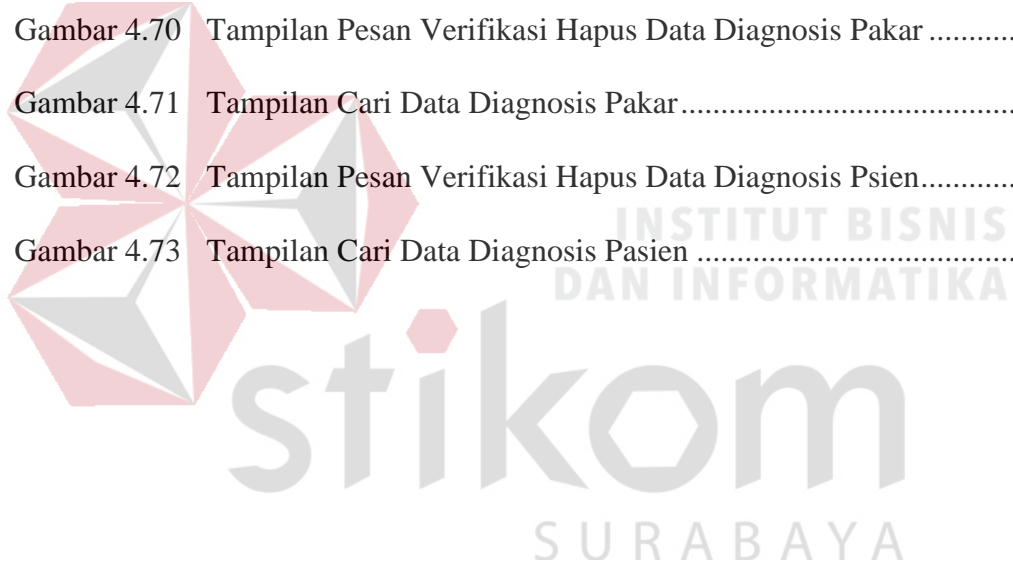 Gambar 4.70 Tampilan Pesan Verifikasi Hapus Data Diagnosis Pakar ...........
Gambar 4.71 Tampilan Cari Data Diagnosis Pakar.......................................
Gambar 4.72 Tampilan Pesan Verifikasi Hapus Data Diagnosis Psien............
Gambar 4.73 Tampilan Cari Data Diagnosis Pasien .....................................
INSTITUT BISNIS
DAN INFORMATIKA
stikom
SURABAYA